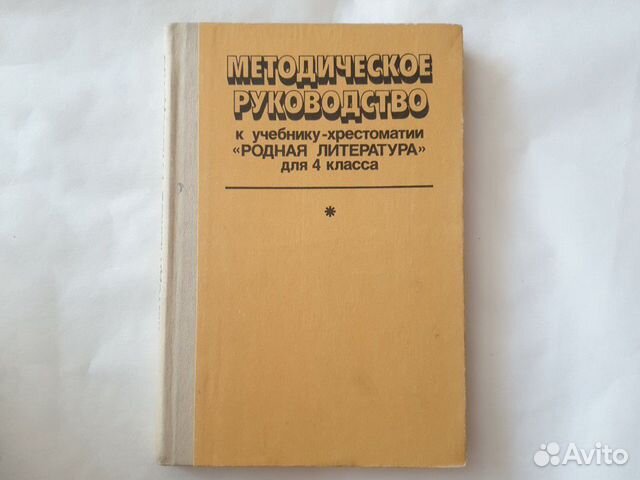 МЕТОДИЧЕСКОЕ
РУКОВОДСТВО
к учебнику-хрестоматии
«РОДНАЯ ЛИТЕРАТУРА»
для 4 класса
*
Avito